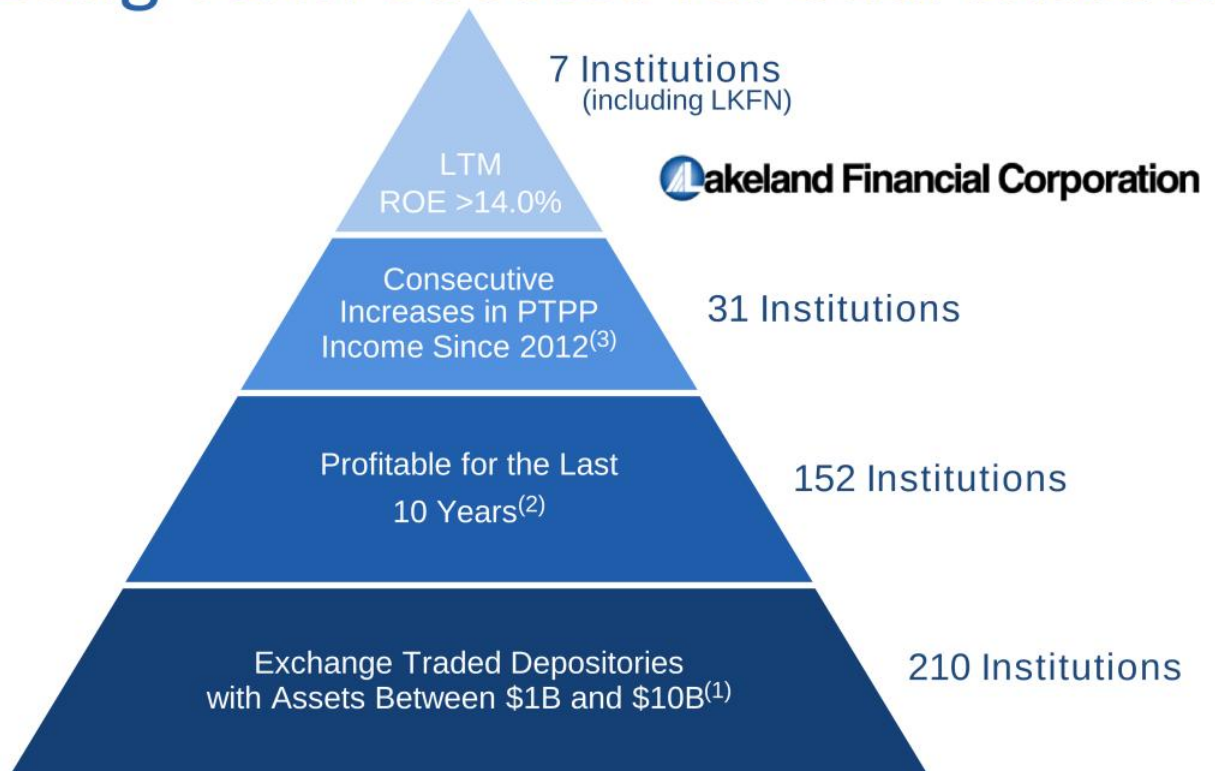 7 Institutions
(including LKFN)
LTM
ROE >14.0%
Lakeland Financial Corporation
Consecutive
Increases in PTPP
Income Since 2012(3)
31 Institutions
Profitable for the Last
10 Years(2)
152 Institutions
Exchange Traded Depositories
with Assets Between $1B and $10B(1)
210 Institutions